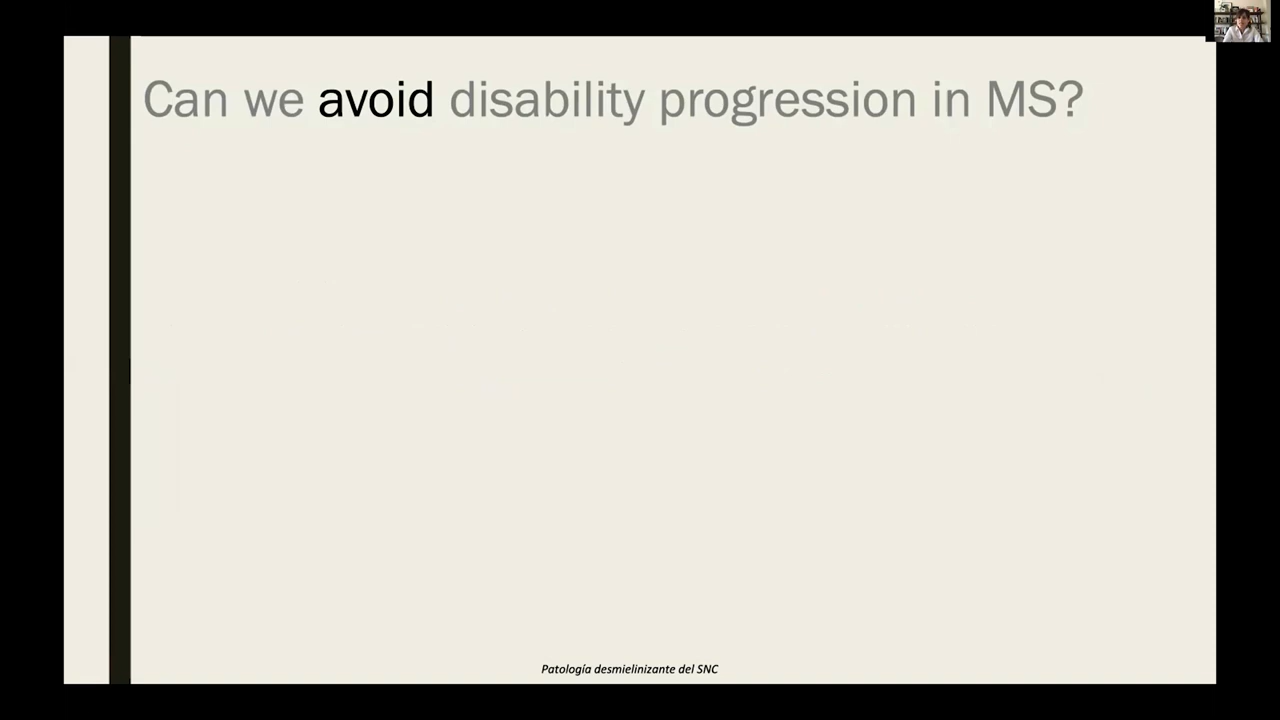 Can we avoid disability progression in MS?
Patología desmielinizante del SNC